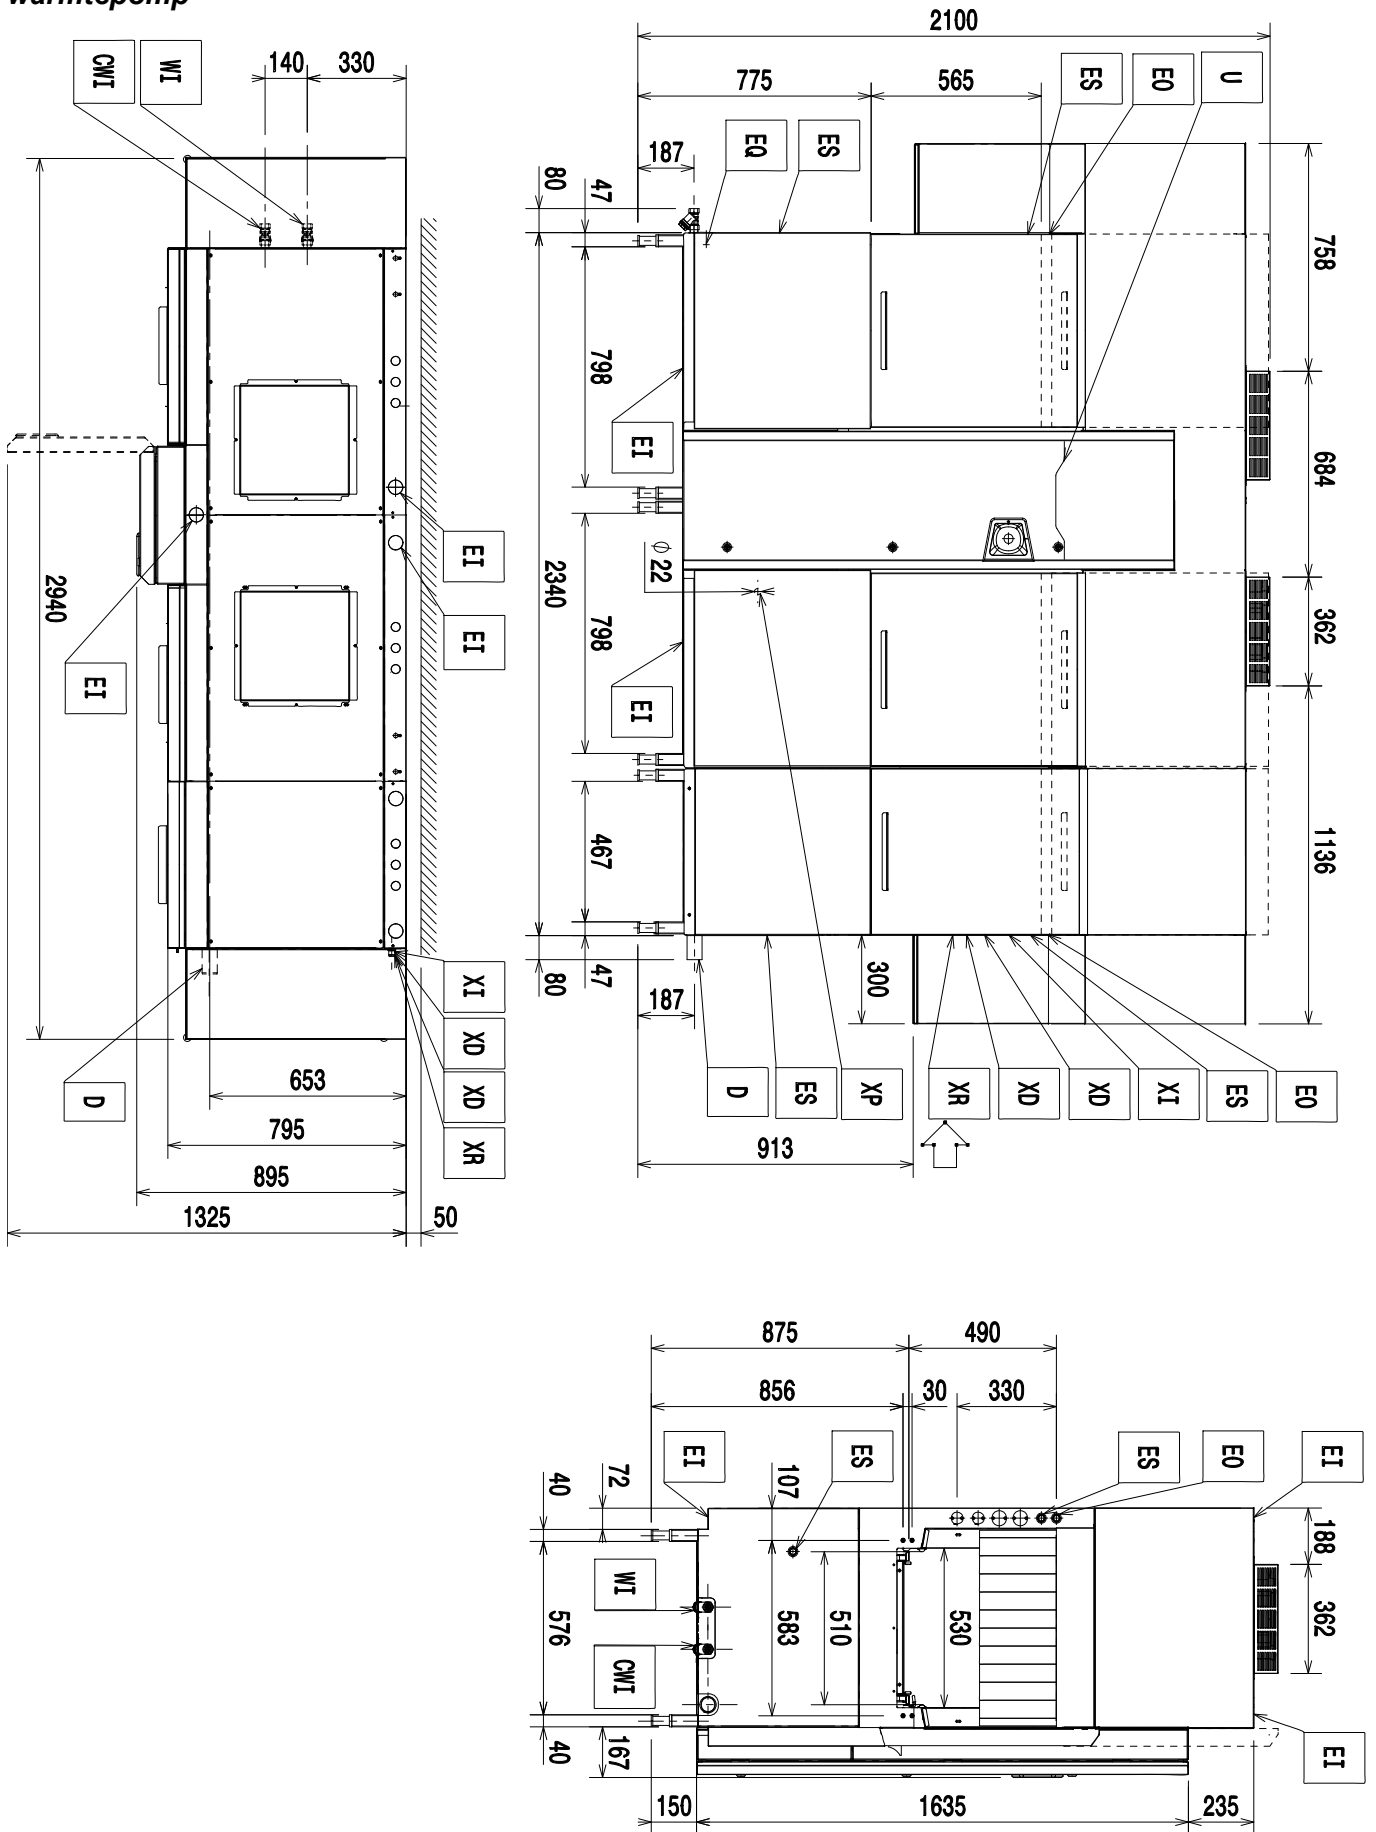 warmtepomp
2100
140
330
775
565
CWI
WI
ES
EO
U
187
EQ
ES
80
47
758
798
EI
684
EI
Ø 22
2940
EI
2340
798
362
EI
EI
467
1136
XI
80
47
187
300
XD
653
XD
D
D
ES
XP
XR
XD
XD
XI
ES
EO
795
XR
913
895
1325
50
875
490
856
30
330
EI
ES
ES
EO
EI
40
72
107
188
WI
576
583
510
530
362
CWI
40
167
EI
150
1635
235